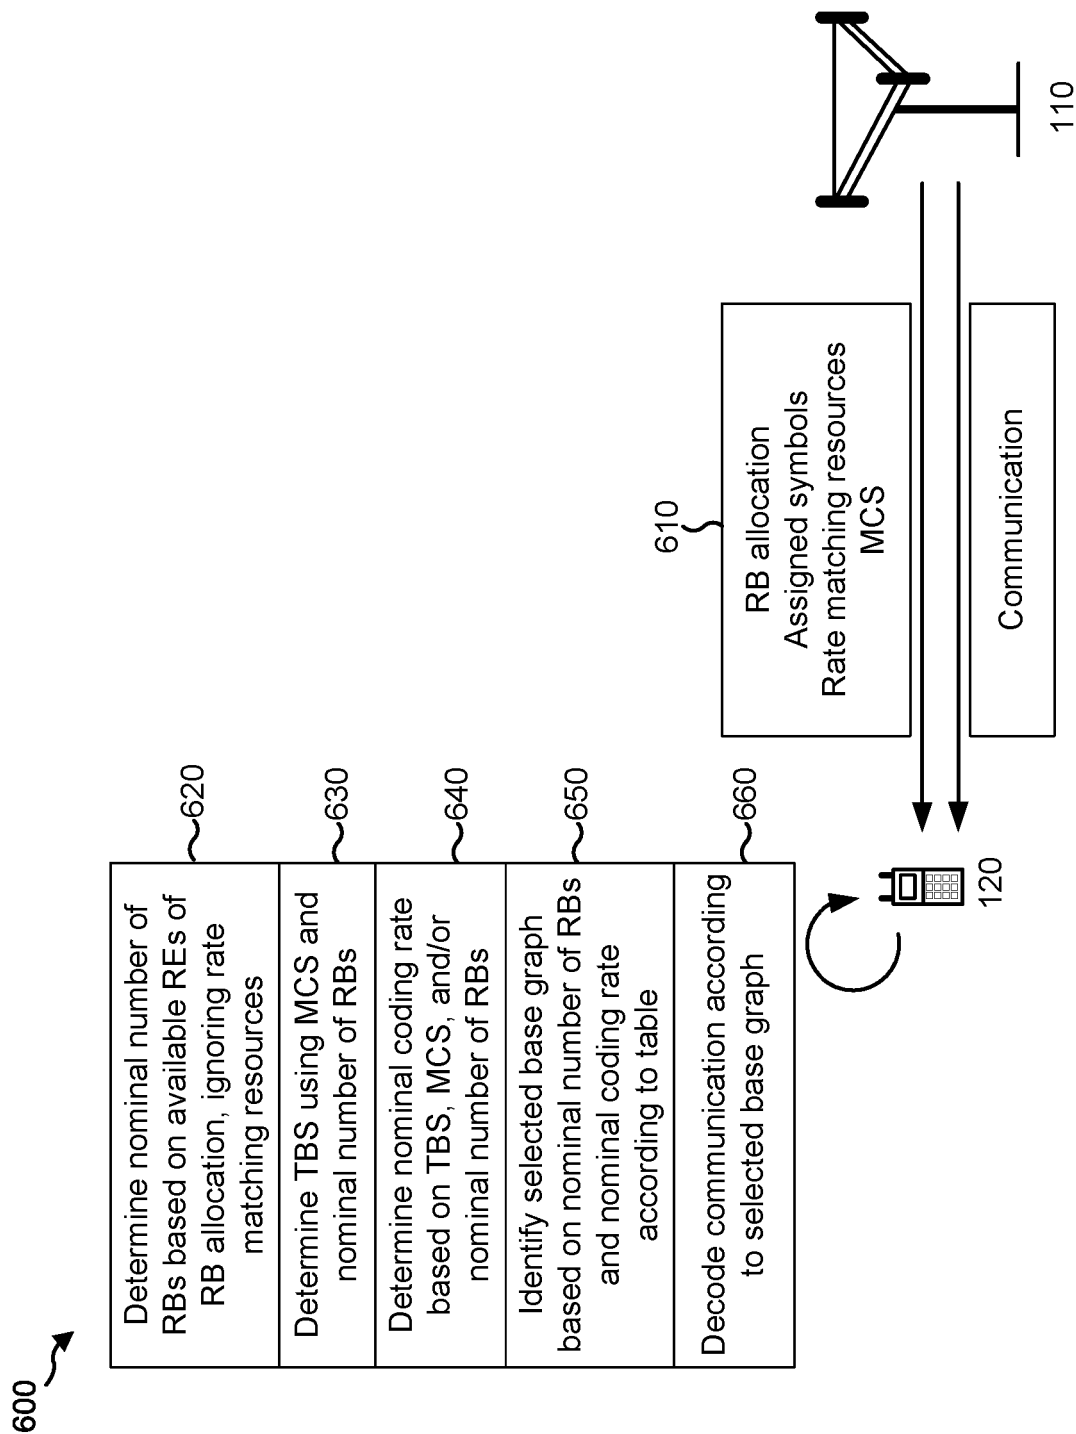 600
Determine nominal number of
RBs based on available REs of
RB allocation, ignoring rate
matching resources
620
Determine TBS using MCS and
nominal number of RBs
630
Determine nominal coding rate
based on TBS, MCS, and/or
nominal number of RBs
640
Identify selected base graph
based on nominal number of RBs
and nominal coding rate
according to table
650
Decode communication according
to selected base graph
660
610
RB allocation
Assigned symbols
Rate matching resources
MCS
Communication
120
110